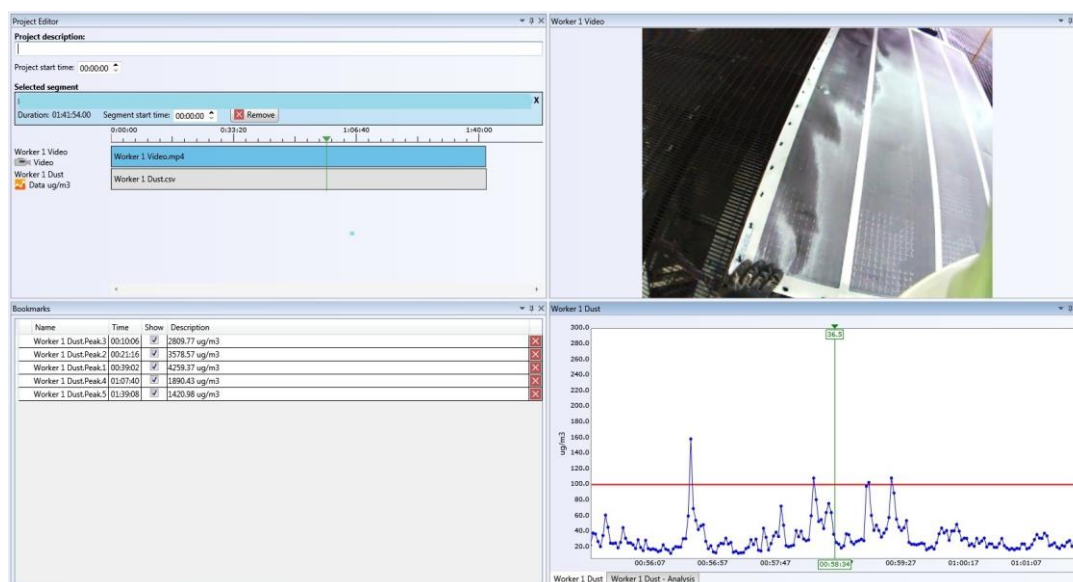 Project Editor
Project description:
Project start time: 00:00:00
Selected segment
X
Duration: 01:41:54.00 Segment start time: 00:00:00 Remove
0:00:00 0:33:20 1:06:40 1:40:00
Worker 1 Video
Video
Worker 1 Video.mp4
Worker 1 Dust
Data ug/m3
Worker 1 Dust.csv
Bookmarks
Name Time Show Description
Worker 1 Dust.Peak.3 00:10:06 2809.77 ug/m3
Worker 1 Dust.Peak.2 00:21:16 3578.57 ug/m3
Worker 1 Dust.Peak.1 00:39:02 4259.37 ug/m3
Worker 1 Dust.Peak.4 01:07:40 1890.43 ug/m3
Worker 1 Dust.Peak.5 01:39:08 1420.98 ug/m3
Worker 1 Video
Worker 1 Dust
36.5
300.0
280.0
260.0
240.0
220.0
200.0
180.0
160.0
140.0
120.0
100.0
80.0
60.0
40.0
20.0
ug/m3
00:56:07 00:56:57 00:57:47 00:58:34 00:59:27 01:00:17 01:01:07
Worker 1 Dust Worker 1 Dust - Analysis